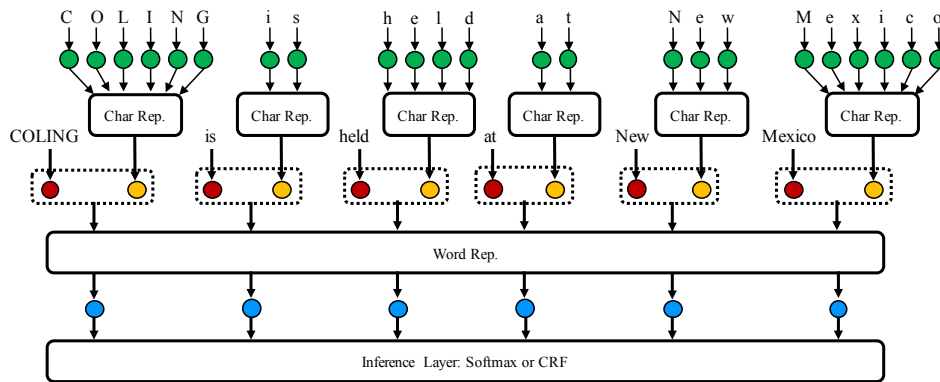 C O L I N G i s h e l d a t N e w M e x i c o
Char Rep. Char Rep. Char Rep. Char Rep. Char Rep. Char Rep.
COLING is held at New Mexico
Word Rep.
Inference Layer: Softmax or CRF